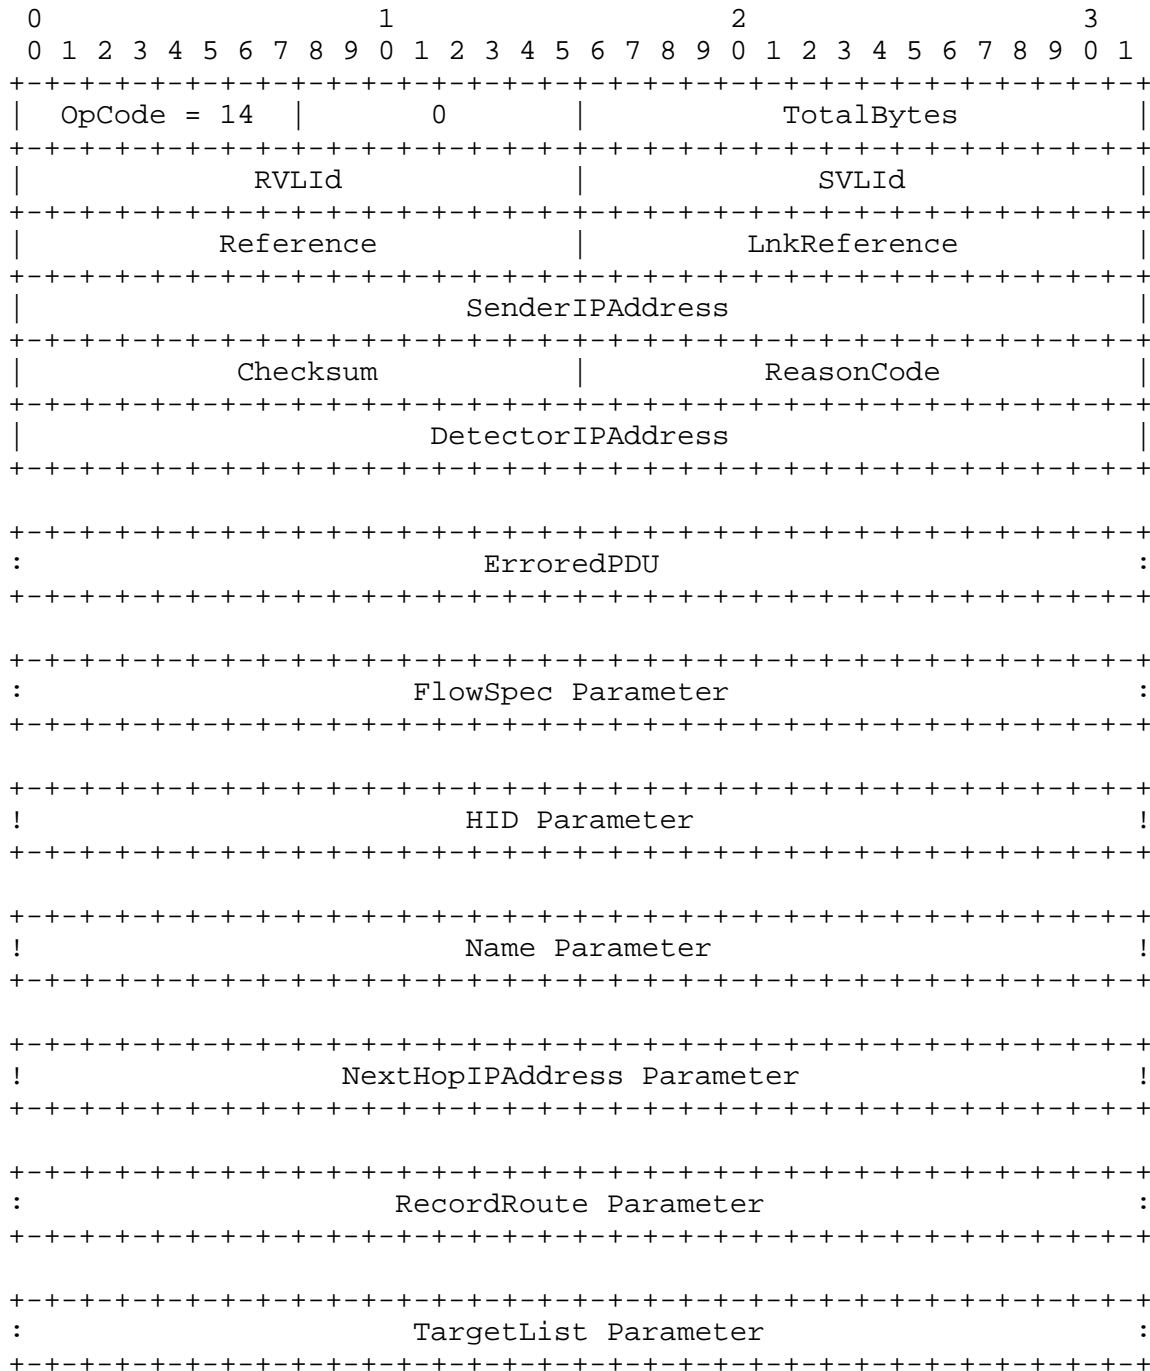 0                   1                   2                   3
 0 1 2 3 4 5 6 7 8 9 0 1 2 3 4 5 6 7 8 9 0 1 2 3 4 5 6 7 8 9 0 1
+-+-+-+-+-+-+-+-+-+-+-+-+-+-+-+-+-+-+-+-+-+-+-+-+-+-+-+-+-+-+-+-+
|  OpCode = 14  |       0       |           TotalBytes          |
+-+-+-+-+-+-+-+-+-+-+-+-+-+-+-+-+-+-+-+-+-+-+-+-+-+-+-+-+-+-+-+-+
|             RVLId             |             SVLId             |
+-+-+-+-+-+-+-+-+-+-+-+-+-+-+-+-+-+-+-+-+-+-+-+-+-+-+-+-+-+-+-+-+
|           Reference           |         LnkReference          |
+-+-+-+-+-+-+-+-+-+-+-+-+-+-+-+-+-+-+-+-+-+-+-+-+-+-+-+-+-+-+-+-+
|                         SenderIPAddress                       |
+-+-+-+-+-+-+-+-+-+-+-+-+-+-+-+-+-+-+-+-+-+-+-+-+-+-+-+-+-+-+-+-+
|            Checksum           |          ReasonCode           |
+-+-+-+-+-+-+-+-+-+-+-+-+-+-+-+-+-+-+-+-+-+-+-+-+-+-+-+-+-+-+-+-+
|                       DetectorIPAddress                       |
+-+-+-+-+-+-+-+-+-+-+-+-+-+-+-+-+-+-+-+-+-+-+-+-+-+-+-+-+-+-+-+-+

+-+-+-+-+-+-+-+-+-+-+-+-+-+-+-+-+-+-+-+-+-+-+-+-+-+-+-+-+-+-+-+-+
:                          ErroredPDU                           :
+-+-+-+-+-+-+-+-+-+-+-+-+-+-+-+-+-+-+-+-+-+-+-+-+-+-+-+-+-+-+-+-+

+-+-+-+-+-+-+-+-+-+-+-+-+-+-+-+-+-+-+-+-+-+-+-+-+-+-+-+-+-+-+-+-+
:                      FlowSpec Parameter                       :
+-+-+-+-+-+-+-+-+-+-+-+-+-+-+-+-+-+-+-+-+-+-+-+-+-+-+-+-+-+-+-+-+

+-+-+-+-+-+-+-+-+-+-+-+-+-+-+-+-+-+-+-+-+-+-+-+-+-+-+-+-+-+-+-+-+
!                         HID Parameter                         !
+-+-+-+-+-+-+-+-+-+-+-+-+-+-+-+-+-+-+-+-+-+-+-+-+-+-+-+-+-+-+-+-+

+-+-+-+-+-+-+-+-+-+-+-+-+-+-+-+-+-+-+-+-+-+-+-+-+-+-+-+-+-+-+-+-+
!                         Name Parameter                        !
+-+-+-+-+-+-+-+-+-+-+-+-+-+-+-+-+-+-+-+-+-+-+-+-+-+-+-+-+-+-+-+-+

+-+-+-+-+-+-+-+-+-+-+-+-+-+-+-+-+-+-+-+-+-+-+-+-+-+-+-+-+-+-+-+-+
!                  NextHopIPAddress Parameter                   !
+-+-+-+-+-+-+-+-+-+-+-+-+-+-+-+-+-+-+-+-+-+-+-+-+-+-+-+-+-+-+-+-+

+-+-+-+-+-+-+-+-+-+-+-+-+-+-+-+-+-+-+-+-+-+-+-+-+-+-+-+-+-+-+-+-+
:                     RecordRoute Parameter                     :
+-+-+-+-+-+-+-+-+-+-+-+-+-+-+-+-+-+-+-+-+-+-+-+-+-+-+-+-+-+-+-+-+

+-+-+-+-+-+-+-+-+-+-+-+-+-+-+-+-+-+-+-+-+-+-+-+-+-+-+-+-+-+-+-+-+
:                      TargetList Parameter                     :
+-+-+-+-+-+-+-+-+-+-+-+-+-+-+-+-+-+-+-+-+-+-+-+-+-+-+-+-+-+-+-+-+